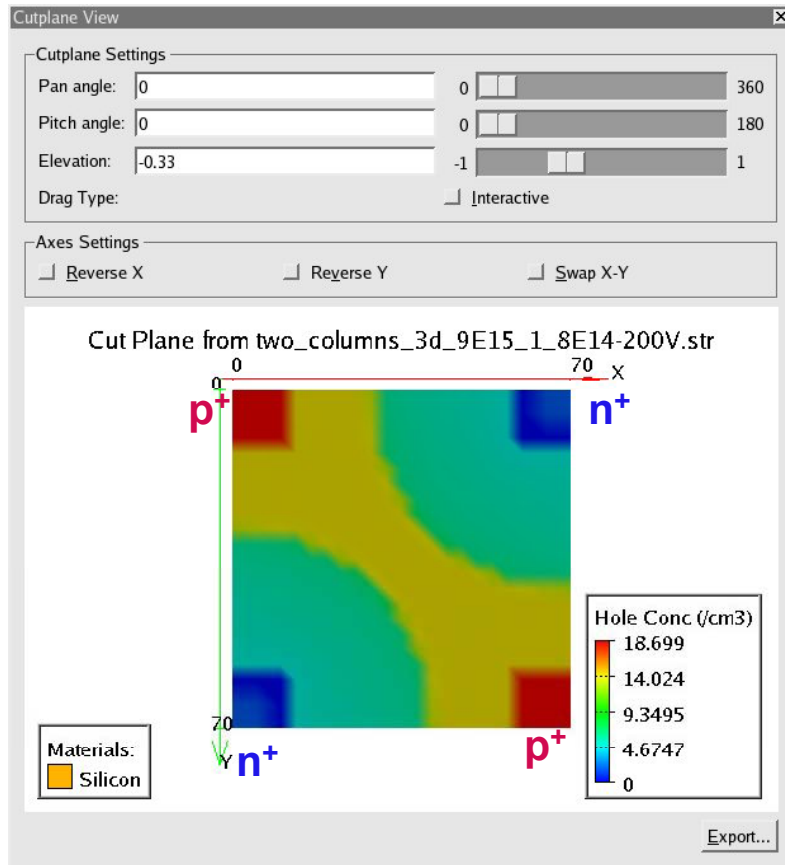 Cutplane View
Cutplane Settings
Pan angle: 0 0 360
Pitch angle: 0 0 180
Elevation: -0.33 -1 1
Drag Type: Interactive
Axes Settings
Reverse X Reverse Y Swap X-Y
Cut Plane from two_columns_3d_9E15_1_8E14-200V.str
0 70 X
0
p+ n+
Hole Conc (/cm3)
18.699
14.024
9.3495
4.6747
0
70
Y n+ p+
Materials:
Silicon
Export...